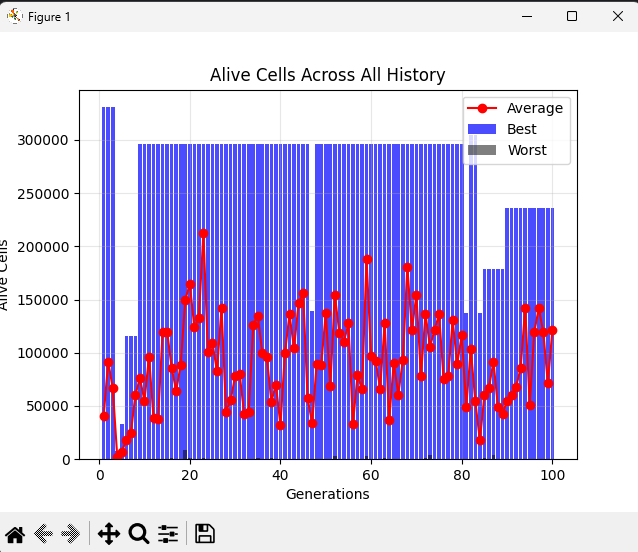 Figure 1
Alive Cells Across All History
Average
Best
Worst
300000
250000
200000
150000
100000
50000
0
Alive Cells
0 20 40 60 80 100
Generations